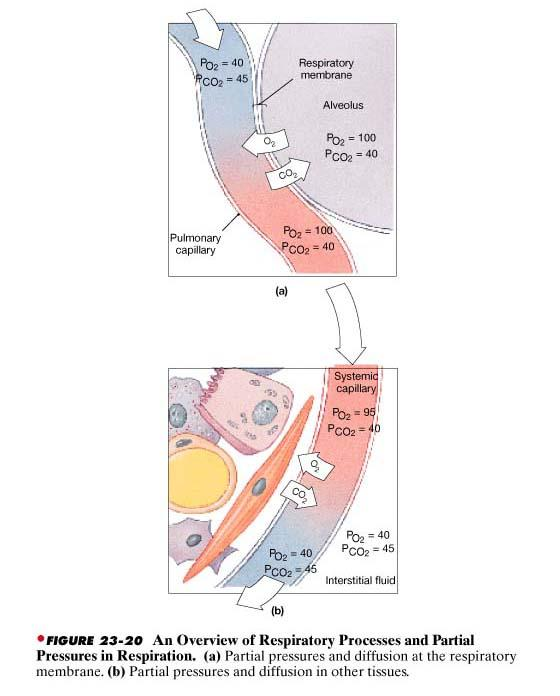 PO2 = 40
PCO2 = 45
Respiratory
membrane
Alveolus
O2
PO2 = 100
PCO2 = 40
CO2
PO2 = 100
PCO2 = 40
Pulmonary
capillary
(a)
Systemic
capillary
PO2 = 95
PCO2 = 40
O2
CO2
PO2 = 40
PCO2 = 45
PO2 = 40
PCO2 = 45
Interstitial fluid
(b)
•FIGURE 23-20 An Overview of Respiratory Processes and Partial
Pressures in Respiration. (a) Partial pressures and diffusion at the respiratory
membrane. (b) Partial pressures and diffusion in other tissues.